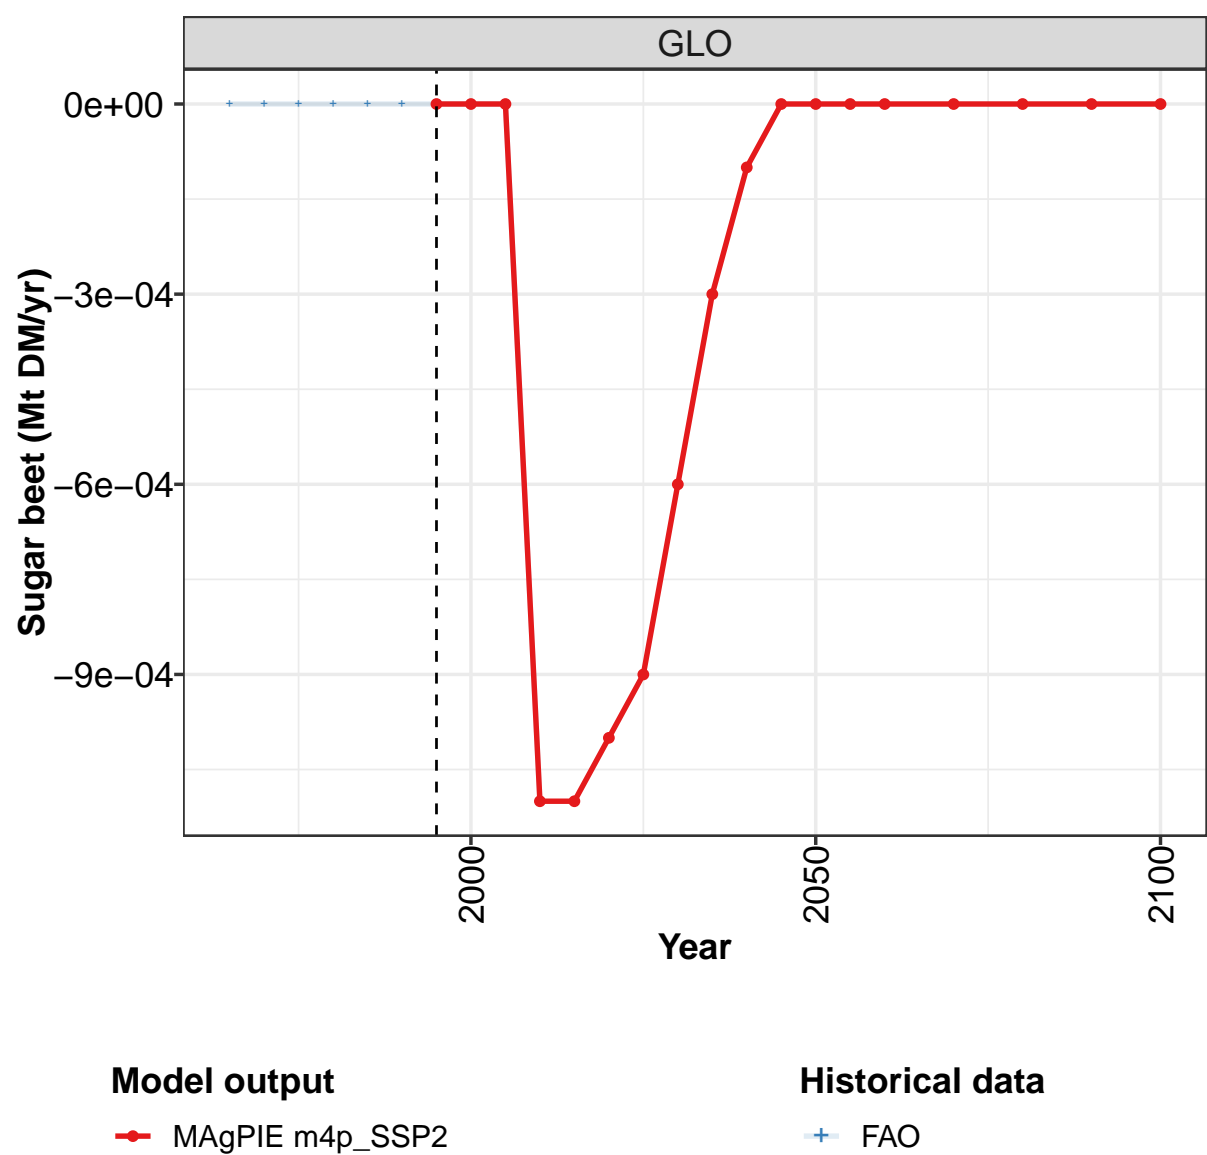 GLO
0e+00
−3e−04
−6e−04
−9e−04
Sugar beet (Mt DM/yr)
2000
2050
2100
Year
Model output
MAgPIE m4p_SSP2
Historical data
FAO